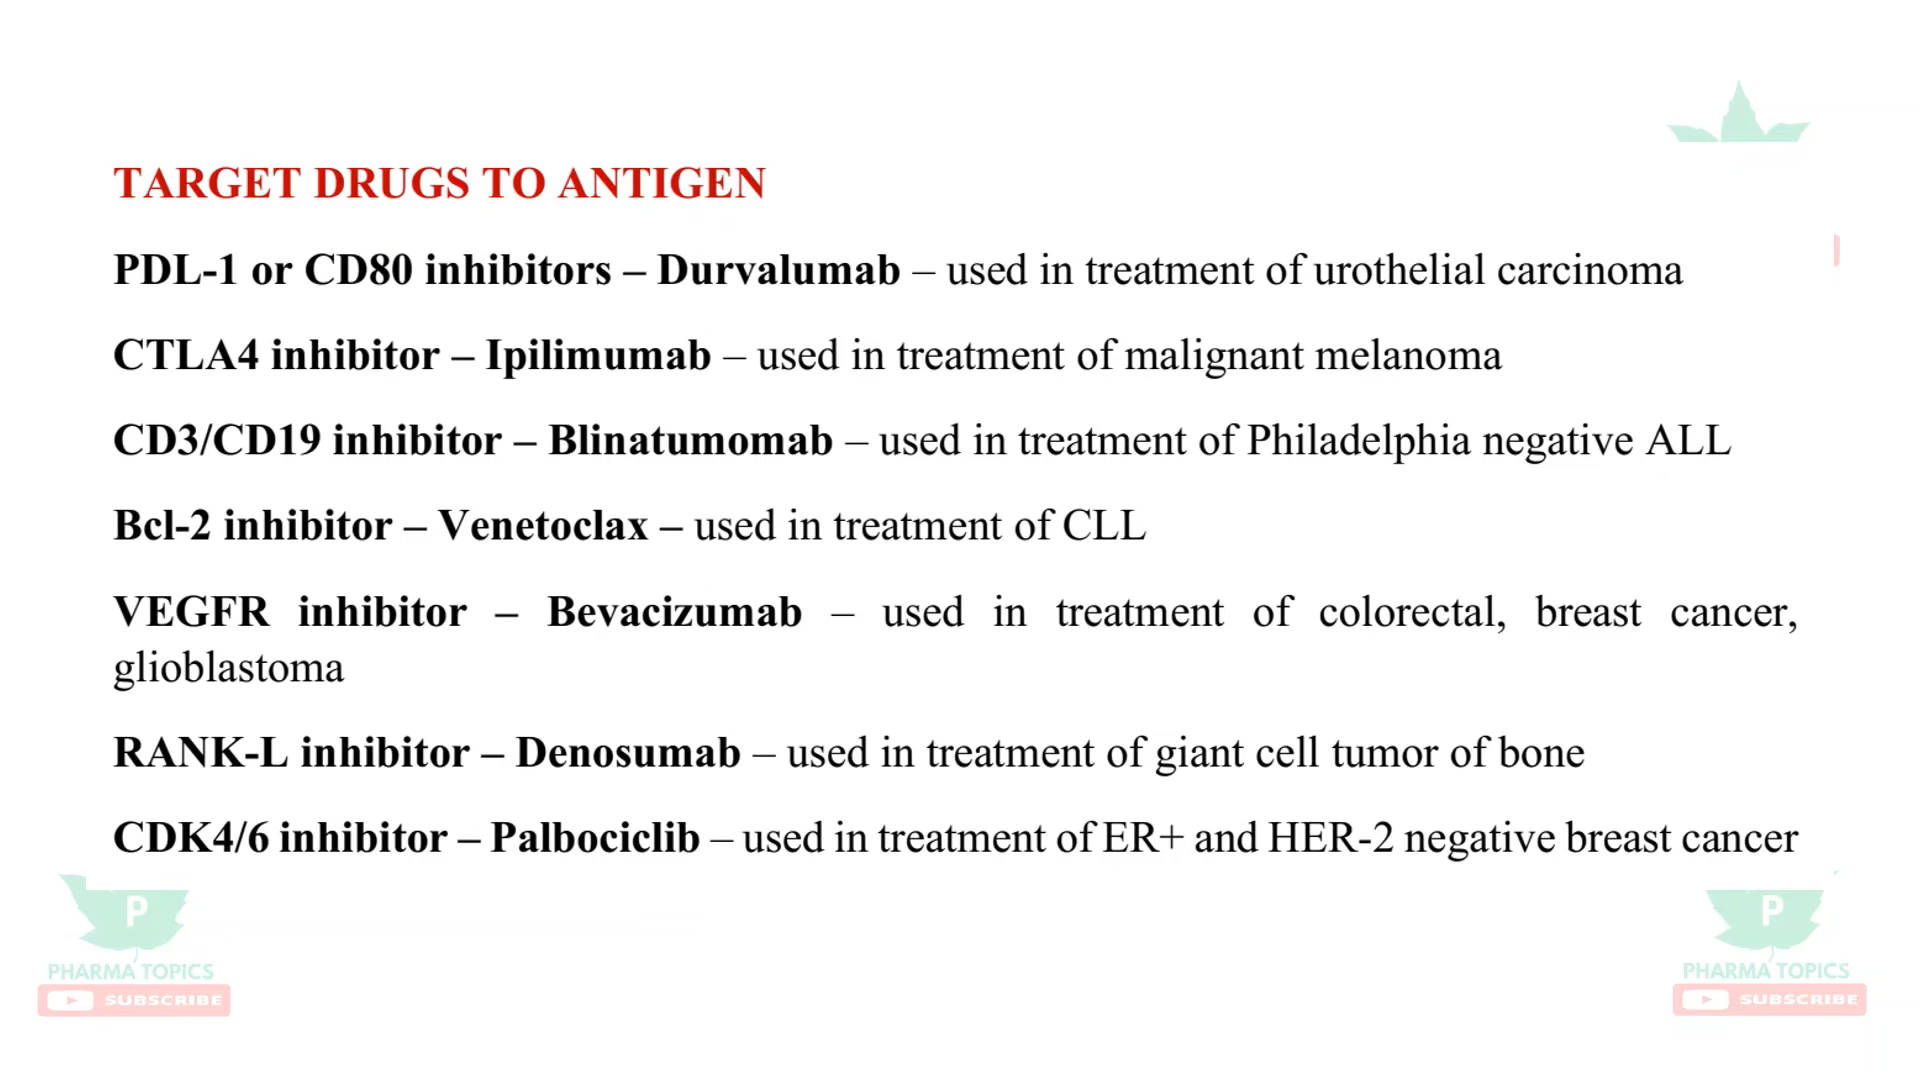 TARGET DRUGS TO ANTIGEN
PDL-1 or CD80 inhibitors – Durvalumab – used in treatment of urothelial carcinoma
CTLA4 inhibitor – Ipilimumab – used in treatment of malignant melanoma
CD3/CD19 inhibitor – Blinatumomab – used in treatment of Philadelphia negative ALL
Bcl-2 inhibitor – Venetoclax – used in treatment of CLL
VEGFR inhibitor – Bevacizumab – used in treatment of colorectal, breast cancer,
glioblastoma
RANK-L inhibitor – Denosumab – used in treatment of giant cell tumor of bone
CDK4/6 inhibitor – Palbociclib – used in treatment of ER+ and HER-2 negative breast cancer
P
PHARMA TOPICS
SUBSCRIBE
P
PHARMA TOPICS
SUBSCRIBE